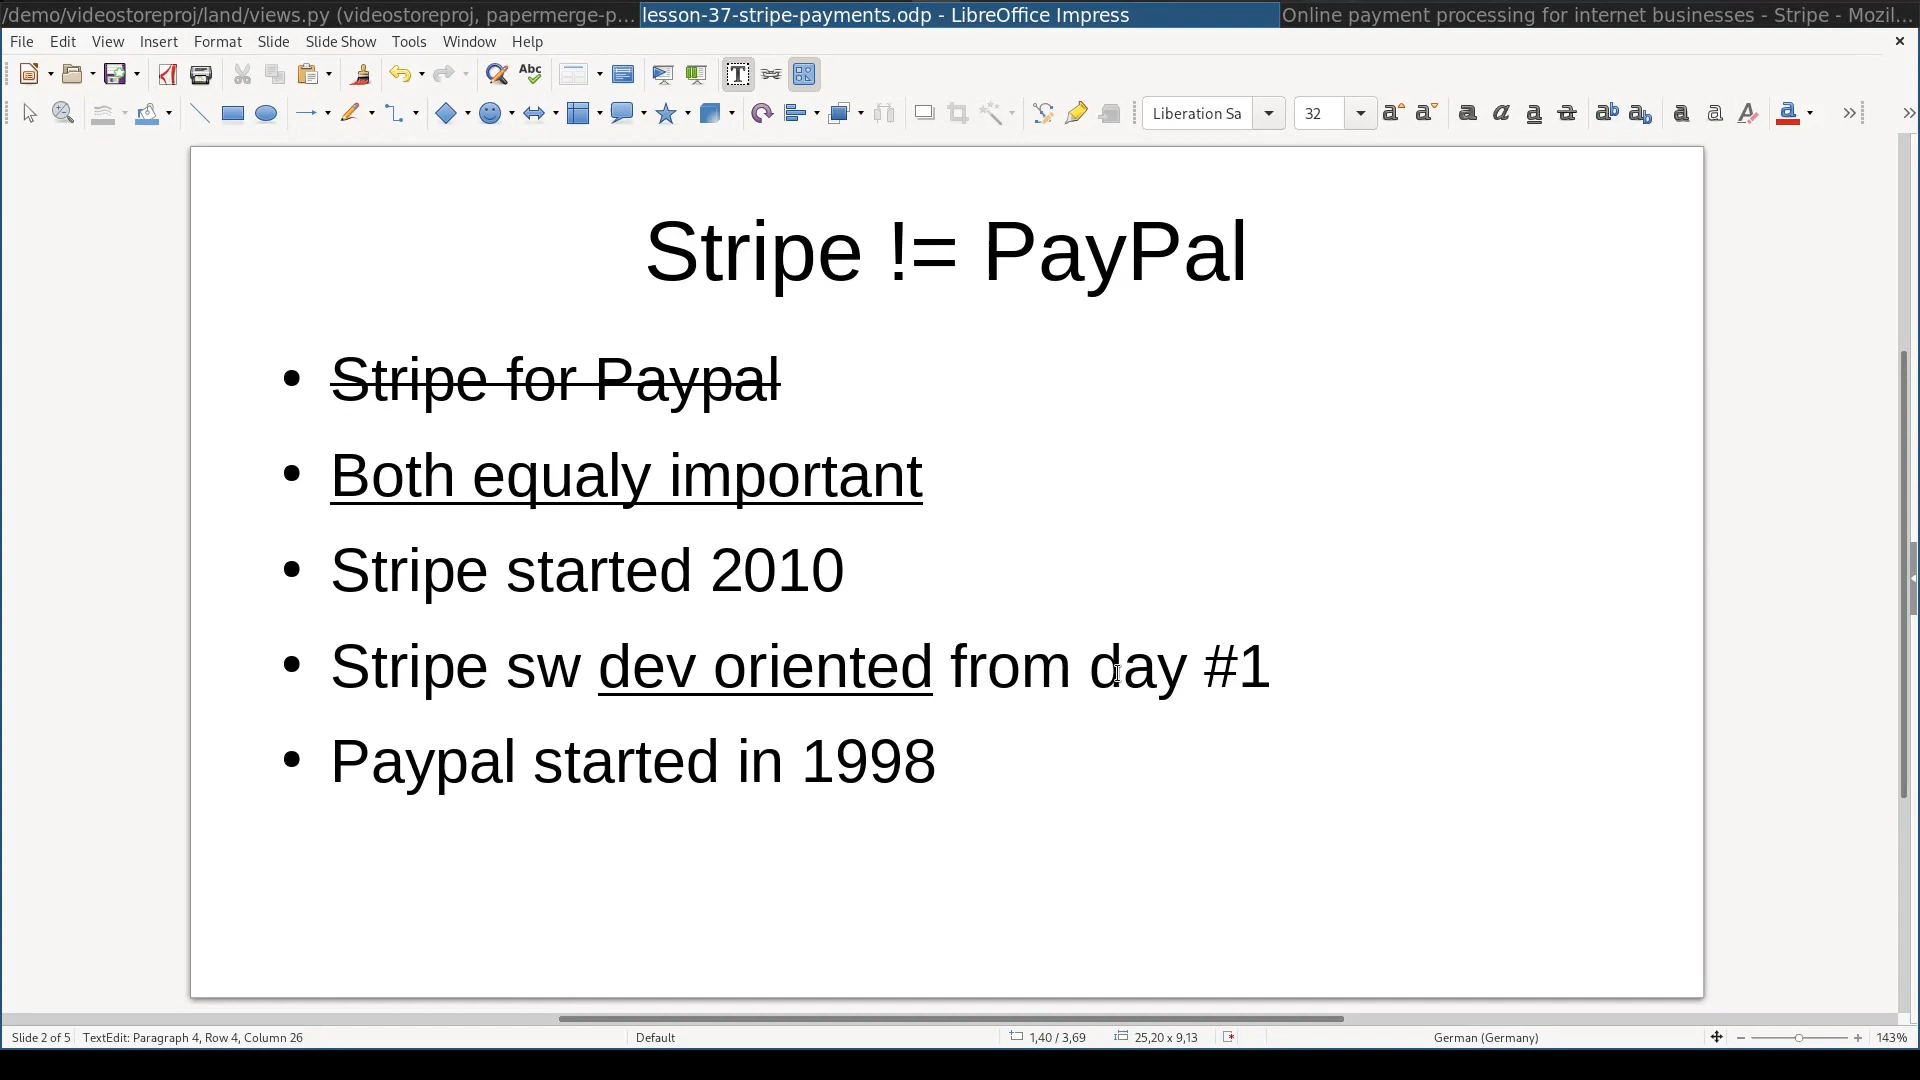 /demo/videostoreproj/land/views.py (videostoreproj, papermerge-p... lesson-37-stripe-payments.odp - LibreOffice Impress Online payment processing for internet businesses - Stripe - Mozil...
File Edit View Insert Format Slide Slide Show Tools Window Help
Abc T
Liberation Sa 32 a a a a a a ab ab a a A a
Stripe != PayPal
• Stripe for Paypal
• Both equaly important
• Stripe started 2010
• Stripe sw dev oriented from day #1
• Paypal started in 1998
Slide 2 of 5 TextEdit: Paragraph 4, Row 4, Column 26 Default 1,40 / 3,69 25,20 x 9,13 German (Germany) 143%